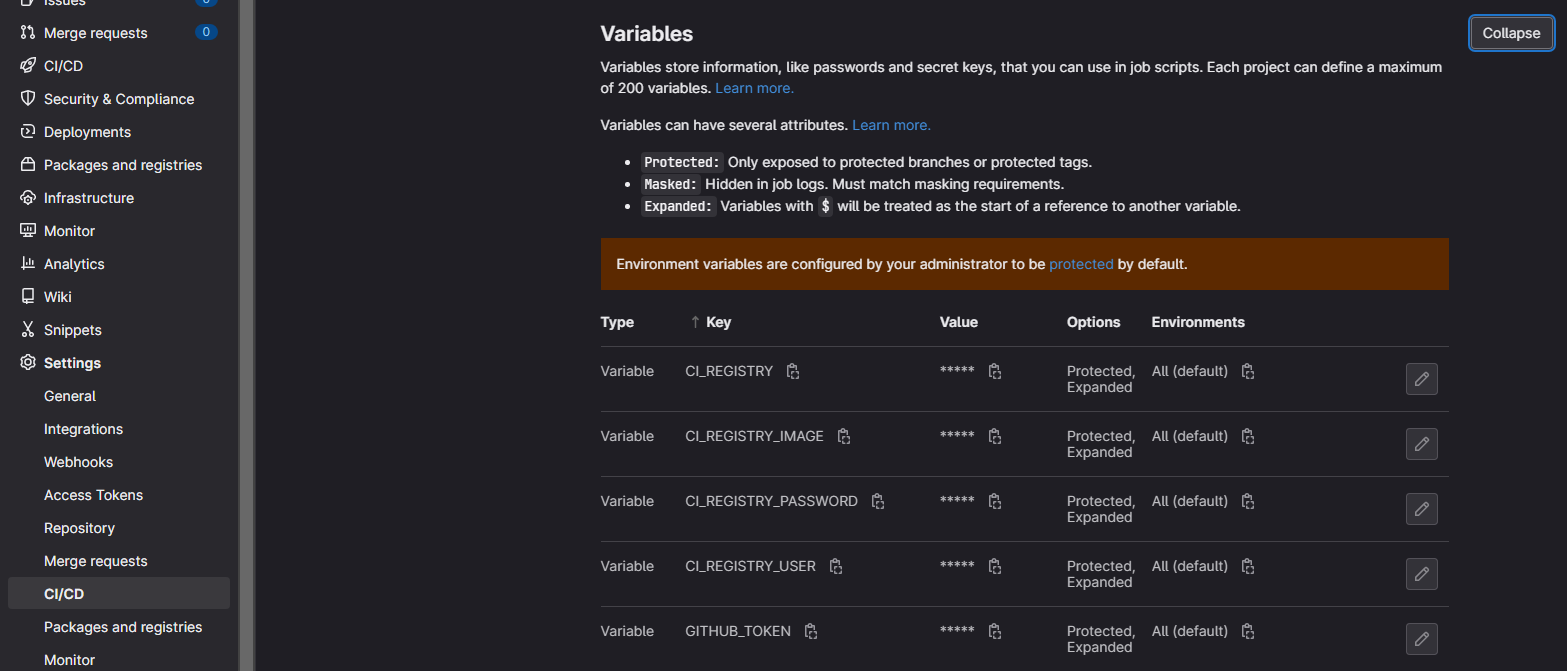 Issues 0
Merge requests 0
CI/CD
Security & Compliance
Deployments
Packages and registries
Infrastructure
Monitor
Analytics
Wiki
Snippets
Settings
General
Integrations
Webhooks
Access Tokens
Repository
Merge requests
CI/CD
Packages and registries
Monitor
Variables
Collapse
Variables store information, like passwords and secret keys, that you can use in job scripts. Each project can define a maximum
of 200 variables. Learn more.
Variables can have several attributes. Learn more.
• Protected: Only exposed to protected branches or protected tags.
• Masked: Hidden in job logs. Must match masking requirements.
• Expanded: Variables with $ will be treated as the start of a reference to another variable.
Environment variables are configured by your administrator to be protected by default.
Type ↑ Key Value Options Environments
Variable CI_REGISTRY ***** Protected, All (default)
Expanded
Variable CI_REGISTRY_IMAGE ***** Protected, All (default)
Expanded
Variable CI_REGISTRY_PASSWORD ***** Protected, All (default)
Expanded
Variable CI_REGISTRY_USER ***** Protected, All (default)
Expanded
Variable GITHUB_TOKEN ***** Protected, All (default)
Expanded